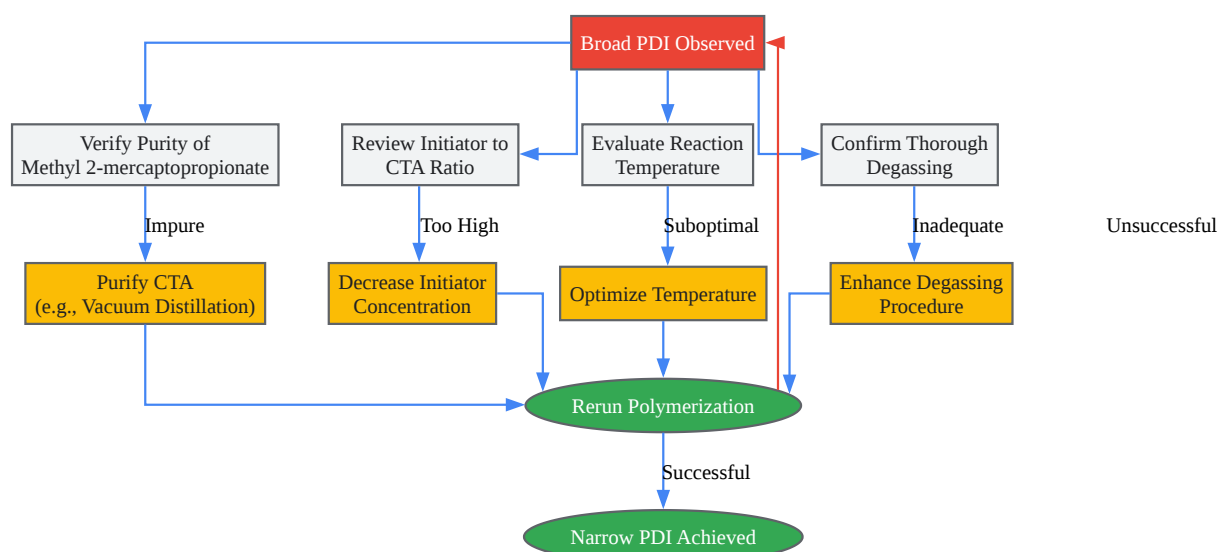 Broad PDI Observed
Verify Purity of
Methyl 2-mercaptopropionate
Review Initiator to
CTA Ratio
Evaluate Reaction
Temperature
Confirm Thorough
Degassing
Impure
Too High
Suboptimal
Inadequate
Unsuccessful
Purify CTA
(e.g., Vacuum Distillation)
Decrease Initiator
Concentration
Optimize Temperature
Enhance Degassing
Procedure
Rerun Polymerization
Successful
Narrow PDI Achieved